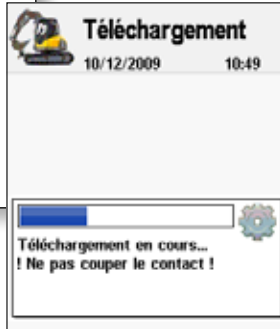 Téléchargement
10/12/2009 10:49
Téléchargement en cours...
! Ne pas couper le contact !